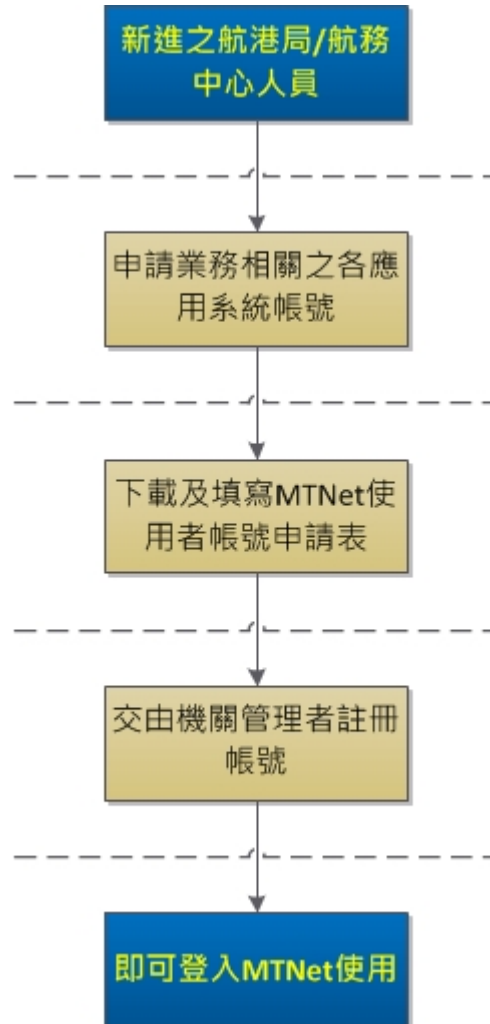 新進之航港局/航務
中心人員
申請業務相關之各應
用系統帳號
下載及填寫MTNet使
用者帳號申請表
交由機關管理者註冊
帳號
即可登入MTNet使用